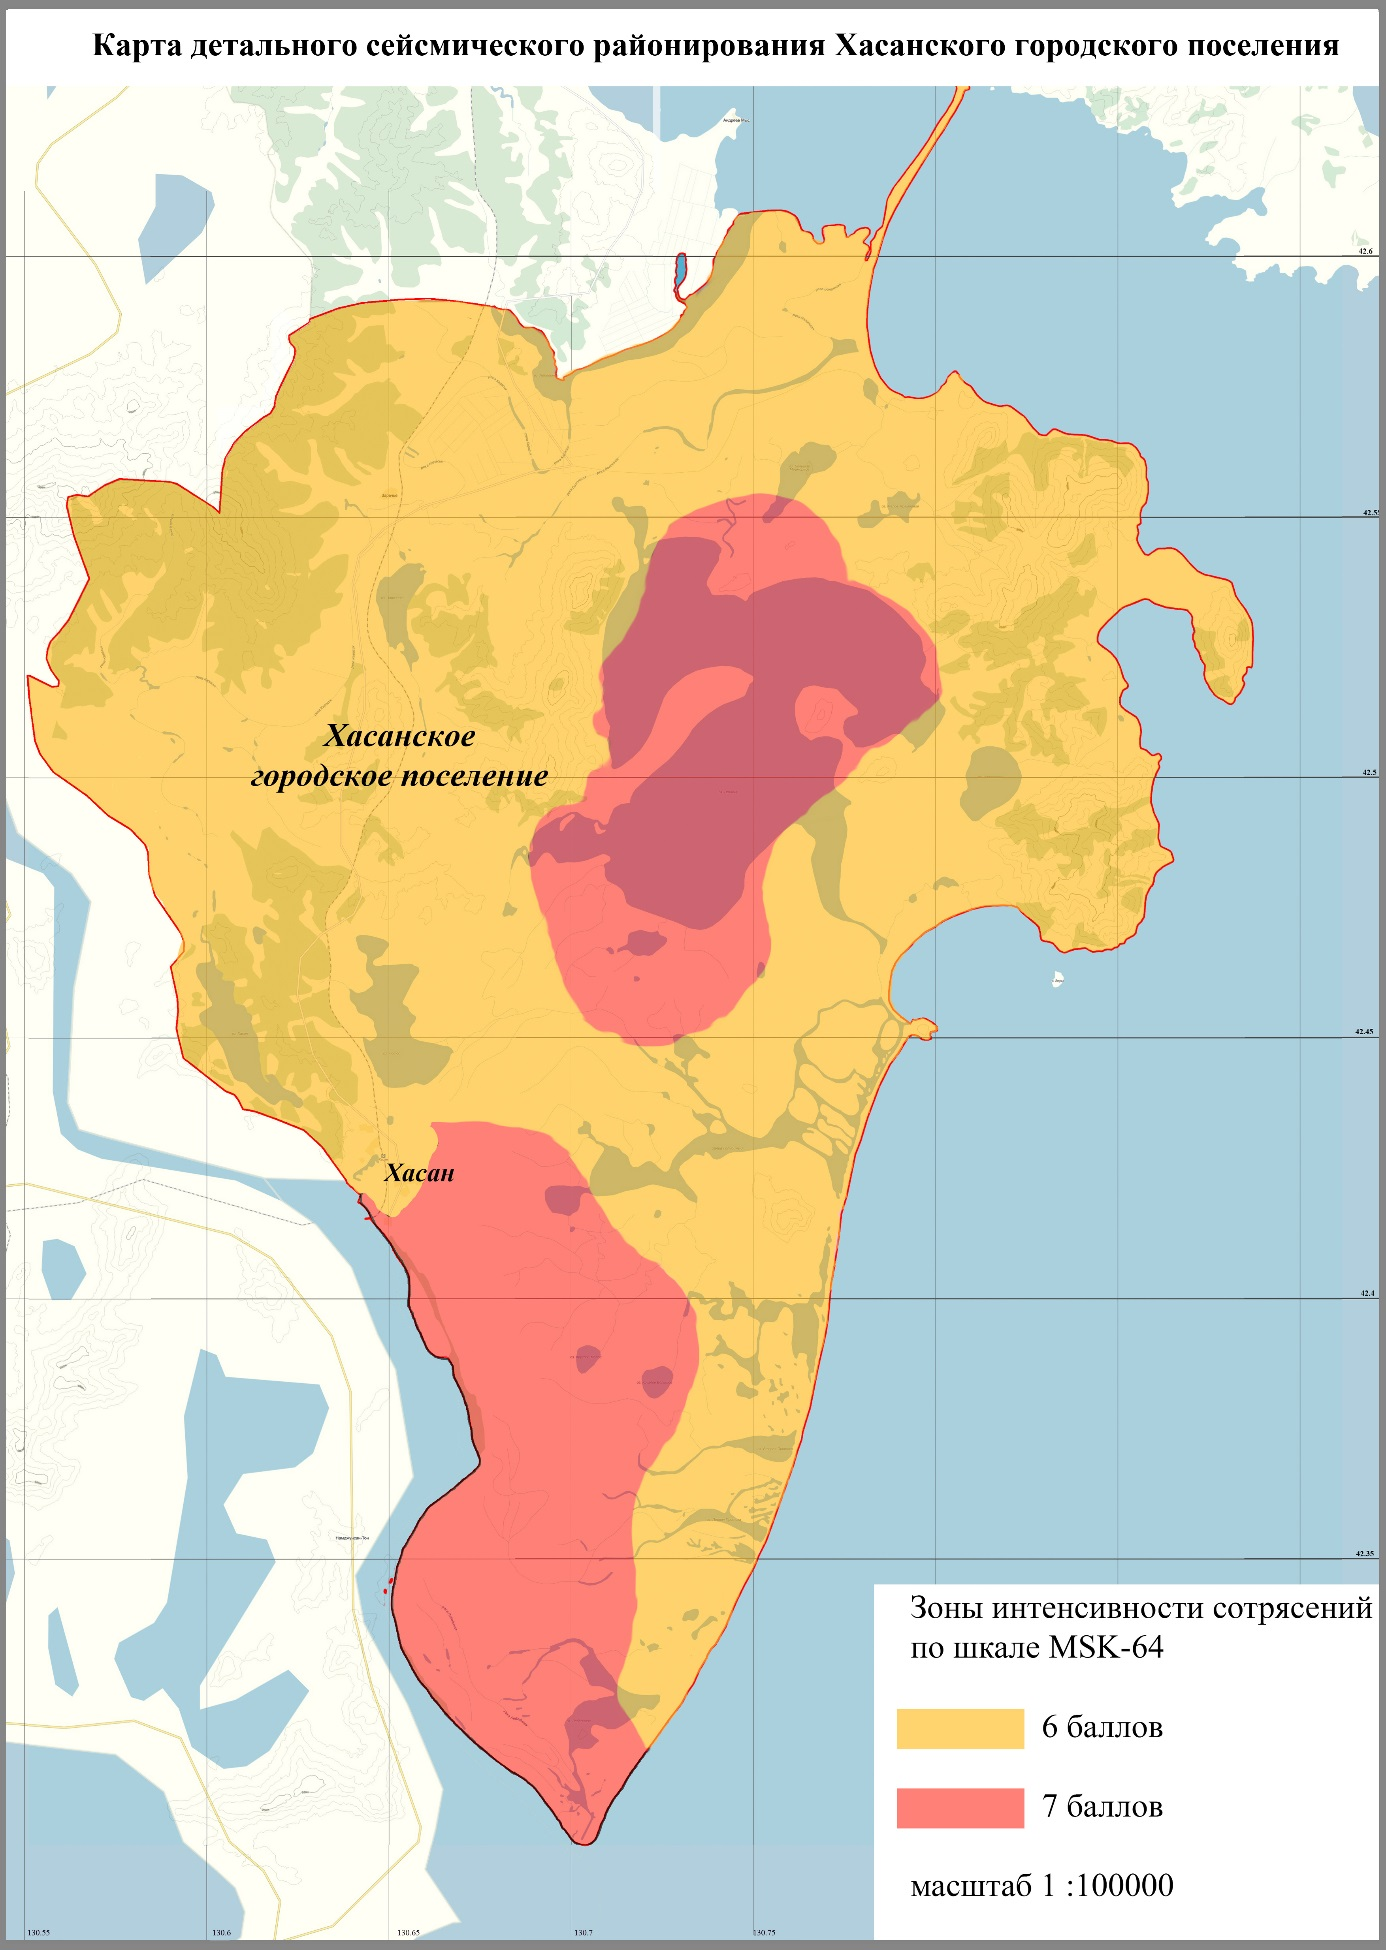 Карта детального сейсмического районирования Хасанского городского поселения
42.6
42.5
42.5
42.45
42.4
42.35
Хасанское
городское поселение
Хасан
Зоны интенсивности сотрясений
по шкале MSK-64
6 баллов
7 баллов
масштаб 1 :100000
130.55
130.6
130.65
130.7
130.75